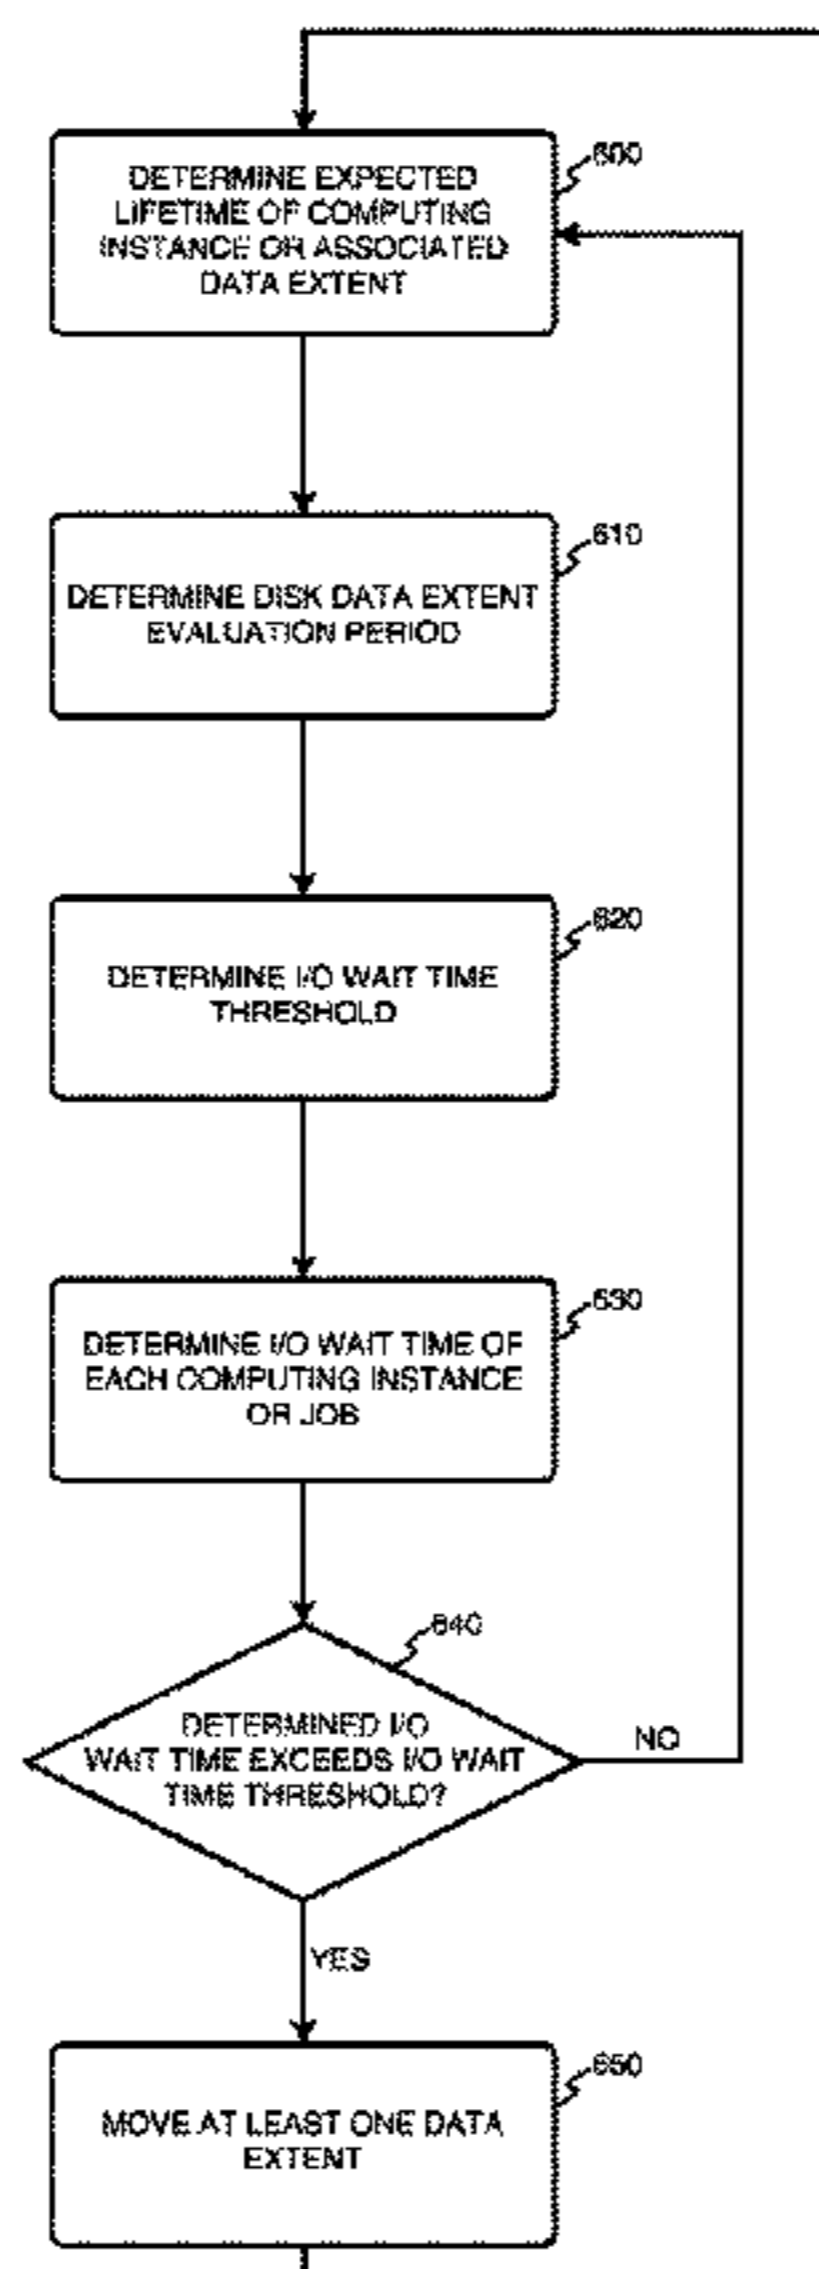 600
DETERMINE EXPECTED
LIFETIME OF COMPUTING
INSTANCE OR ASSOCIATED
DATA EXTENT
610
DETERMINE DISK DATA EXTENT
EVALUATION PERIOD
620
DETERMINE I/O WAIT TIME
THRESHOLD
630
DETERMINE I/O WAIT TIME OF
EACH COMPUTING INSTANCE
OR JOB
640
DETERMINED I/O
WAIT TIME EXCEEDS I/O WAIT
TIME THRESHOLD?
NO
YES
650
MOVE AT LEAST ONE DATA
EXTENT